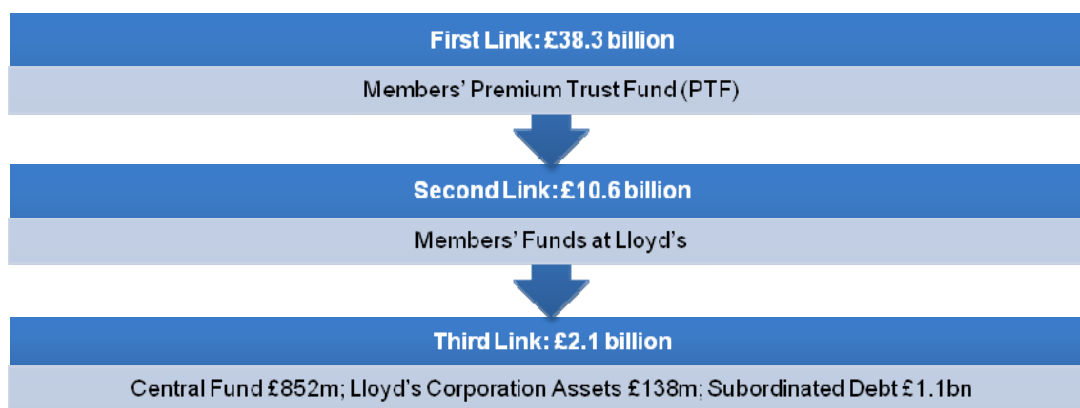 First Link: £38.3 billion
Members’ Premium Trust Fund (PTF)
Second Link: £10.6 billion
Members’ Funds at Lloyd’s
Third Link: £2.1 billion
Central Fund £852m; Lloyd’s Corporation Assets £138m; Subordinated Debt £1.1bn